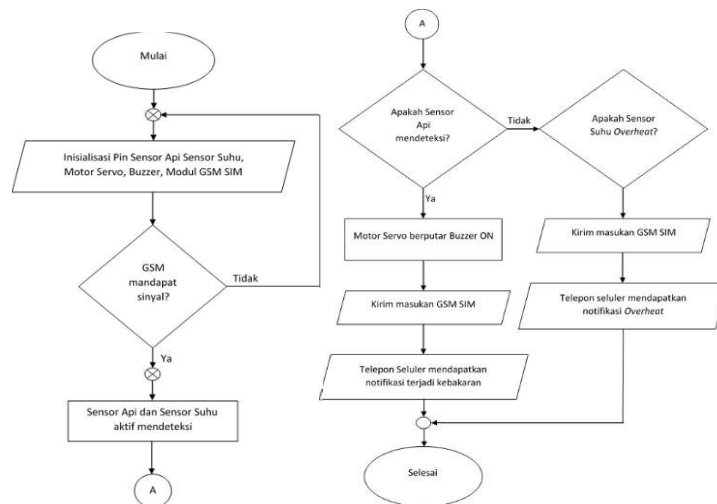 Mulai
Inisialisasi Pin Sensor Api Sensor Suhu,
Motor Servo, Buzzer, Modul GSM SIM
GSM
mandapat
sinyal?
Tidak
Ya
Sensor Api dan Sensor Suhu
aktif mendeteksi
A
A
Apakah Sensor
Api
mendeteksi?
Tidak
Apakah Sensor
Suhu Overheat?
Ya
Motor Servo berputar Buzzer ON
Kirim masukan GSM SIM
Telepon Seluler mendapatkan
notifikasi terjadi kebakaran
Kirim masukan GSM SIM
Telepon seluler mendapatkan
notifikasi Overheat
Selesai